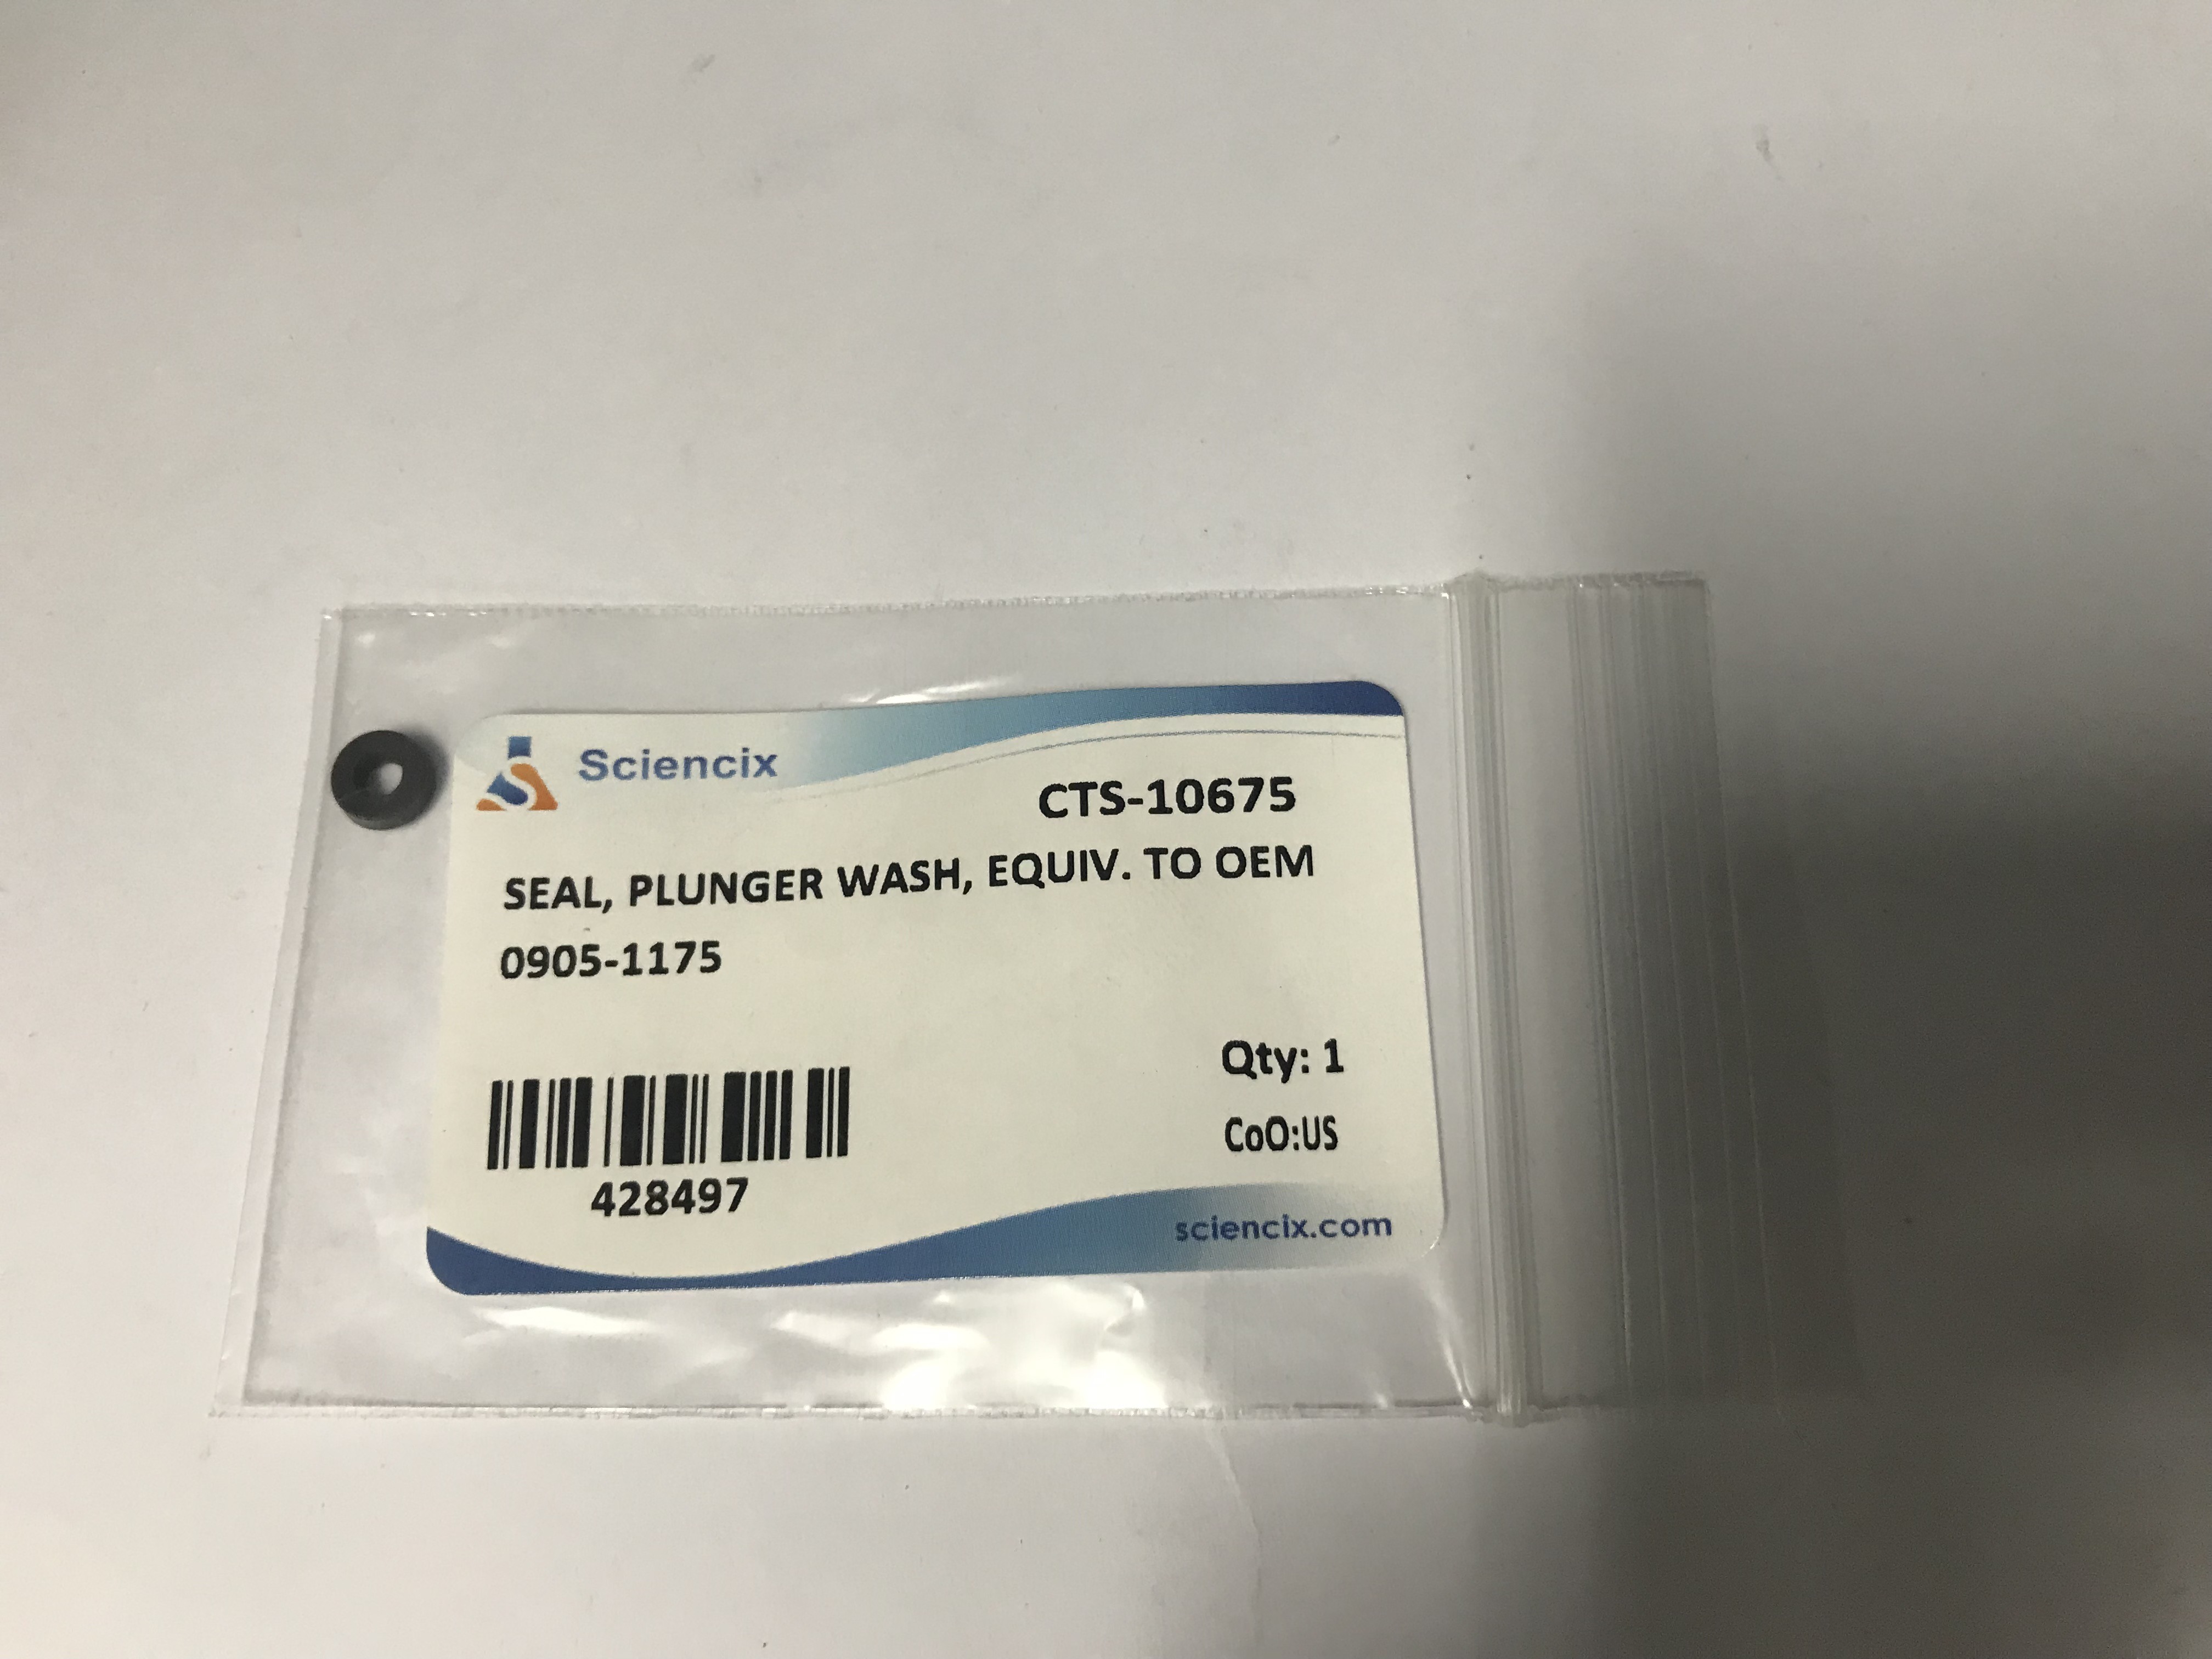 Sciencix
CTS-10675
SEAL, PLUNGER WASH, EQUIV. TO OEM
0905-1175
Qty: 1
CoO:US
428497
sciencix.com